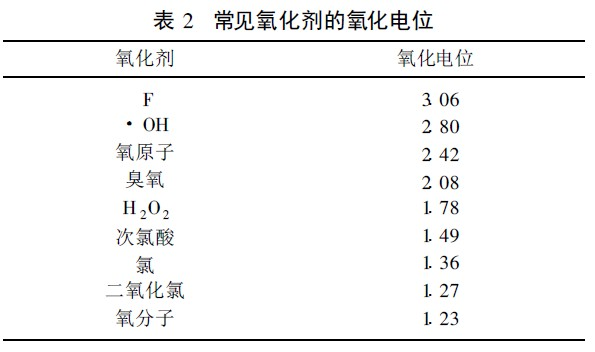 表 2 常见氧化剂的氧化电位
氧化剂 氧化电位
F 3.06
·OH 2.80
氧原子 2.42
臭氧 2.08
H₂O₂ 1.78
次氯酸 1.49
氯 1.36
二氧化氯 1.27
氧分子 1.23